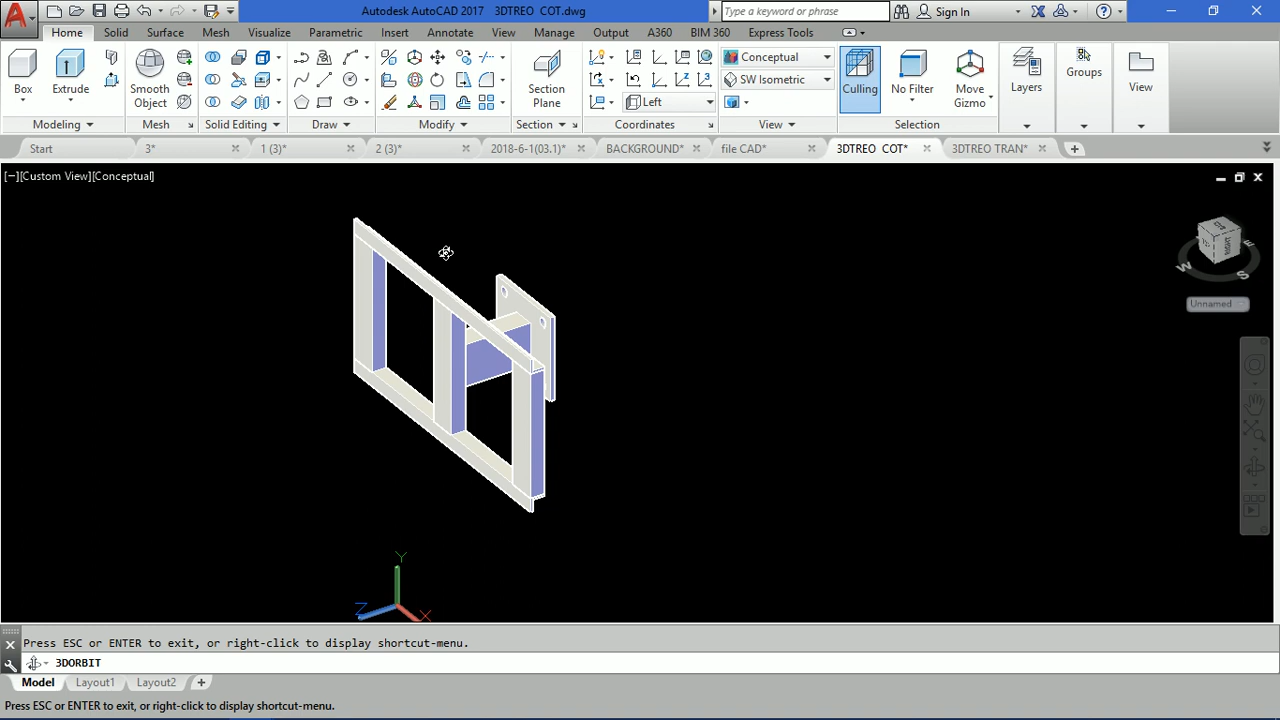 Autodesk AutoCAD 2017 3DTREO COT.dwg
Type a keyword or phrase
Sign In
Home Solid Surface Mesh Visualize Parametric Insert Annotate View Manage Output A360 BIM 360 Express Tools
Conceptual
SW Isometric
Left
Box
Extrude
Smooth
Object
Section
Plane
Culling
No Filter
Move
Gizmo
Layers
Groups
View
Modeling Mesh Solid Editing Draw Modify Section Coordinates View Selection
Start 3* 1 (3)* 2 (3)* 2018-6-1(03.1)* BACKGROUND* file CAD* 3DTREO COT* 3DTREO TRAN*
[−][Custom View][Conceptual]
RIGHT
E
W
S
Unnamed
Y
Z
X
Press ESC or ENTER to exit, or right-click to display shortcut-menu.
3DORBIT
Model Layout1 Layout2
Press ESC or ENTER to exit, or right-click to display shortcut-menu.